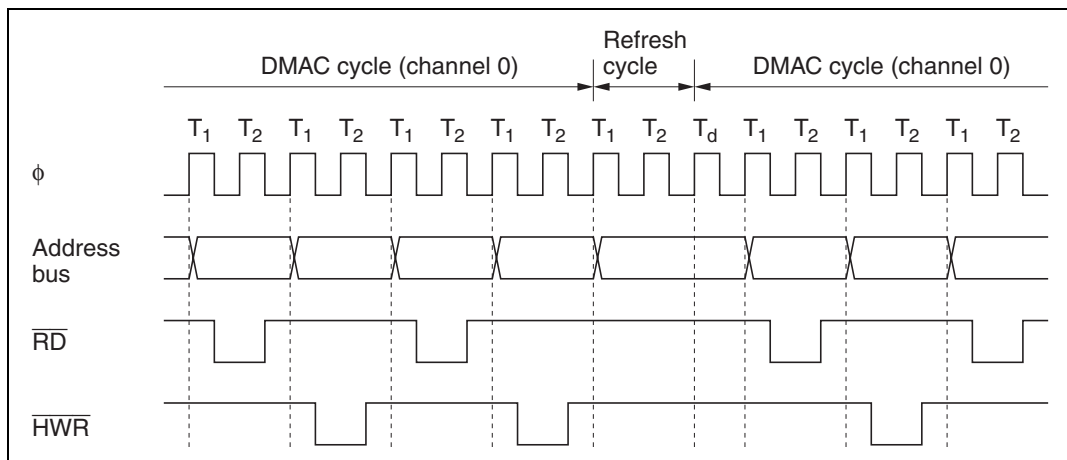 Refresh
cycle
DMAC cycle (channel 0)
DMAC cycle (channel 0)
T1 T2 T1 T2 T1 T2 T1 T2 T1 T2 Td T1 T2 T1 T2 T1 T2
ϕ
Address
bus
RD
HWR